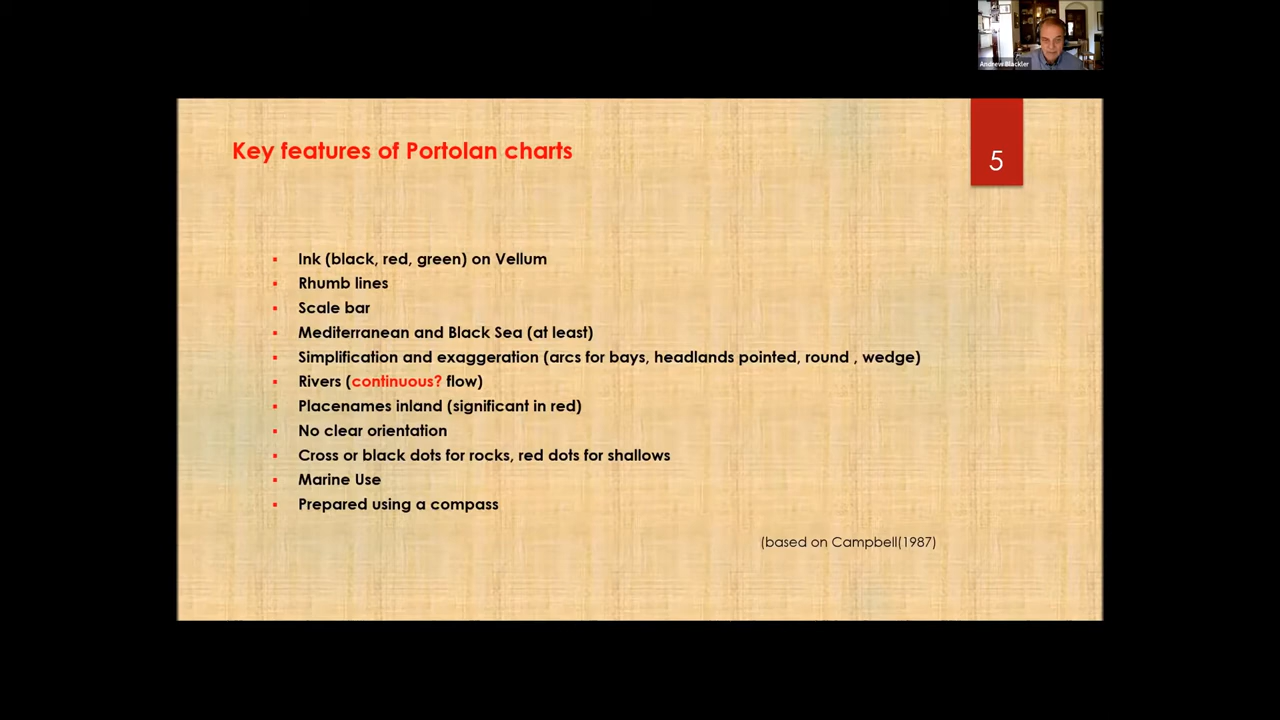 Andrew Blackler
Key features of Portolan charts
5
▪ Ink (black, red, green) on Vellum
▪ Rhumb lines
▪ Scale bar
▪ Mediterranean and Black Sea (at least)
▪ Simplification and exaggeration (arcs for bays, headlands pointed, round , wedge)
▪ Rivers (continuous? flow)
▪ Placenames inland (significant in red)
▪ No clear orientation
▪ Cross or black dots for rocks, red dots for shallows
▪ Marine Use
▪ Prepared using a compass
(based on Campbell(1987)